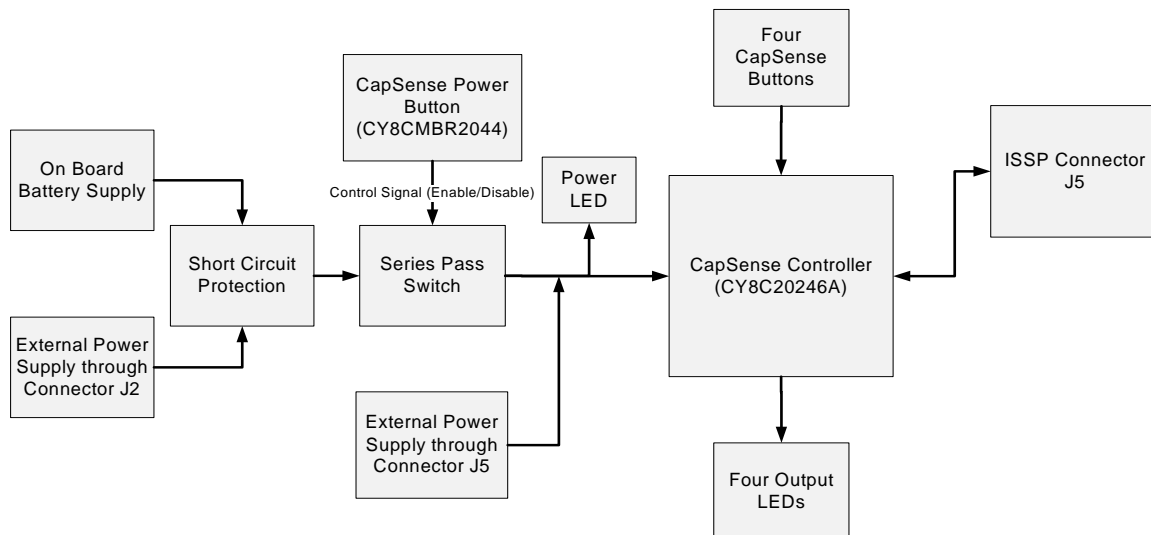 Four
CapSense
Buttons
CapSense Power
Button
(CY8CMBR2044)
On Board
Battery Supply
Control Signal (Enable/Disable)
Power
LED
ISSP Connector
J5
Short Circuit
Protection
Series Pass
Switch
CapSense Controller
(CY8C20246A)
External Power
Supply through
Connector J2
External Power
Supply through
Connector J5
Four Output
LEDs